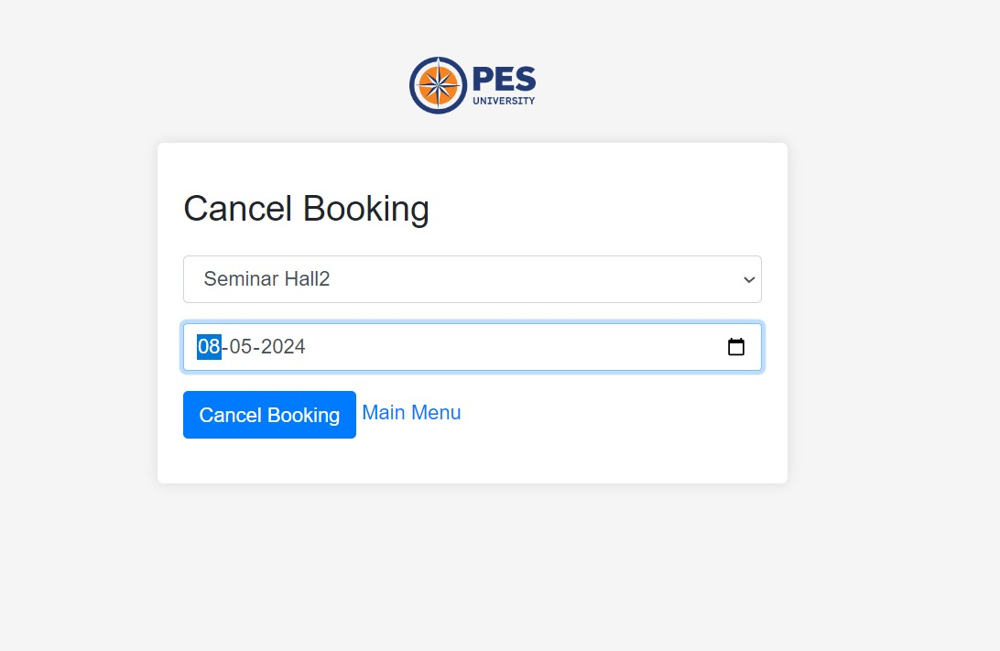 PES
UNIVERSITY
Cancel Booking
Seminar Hall2
08-05-2024
Cancel Booking Main Menu